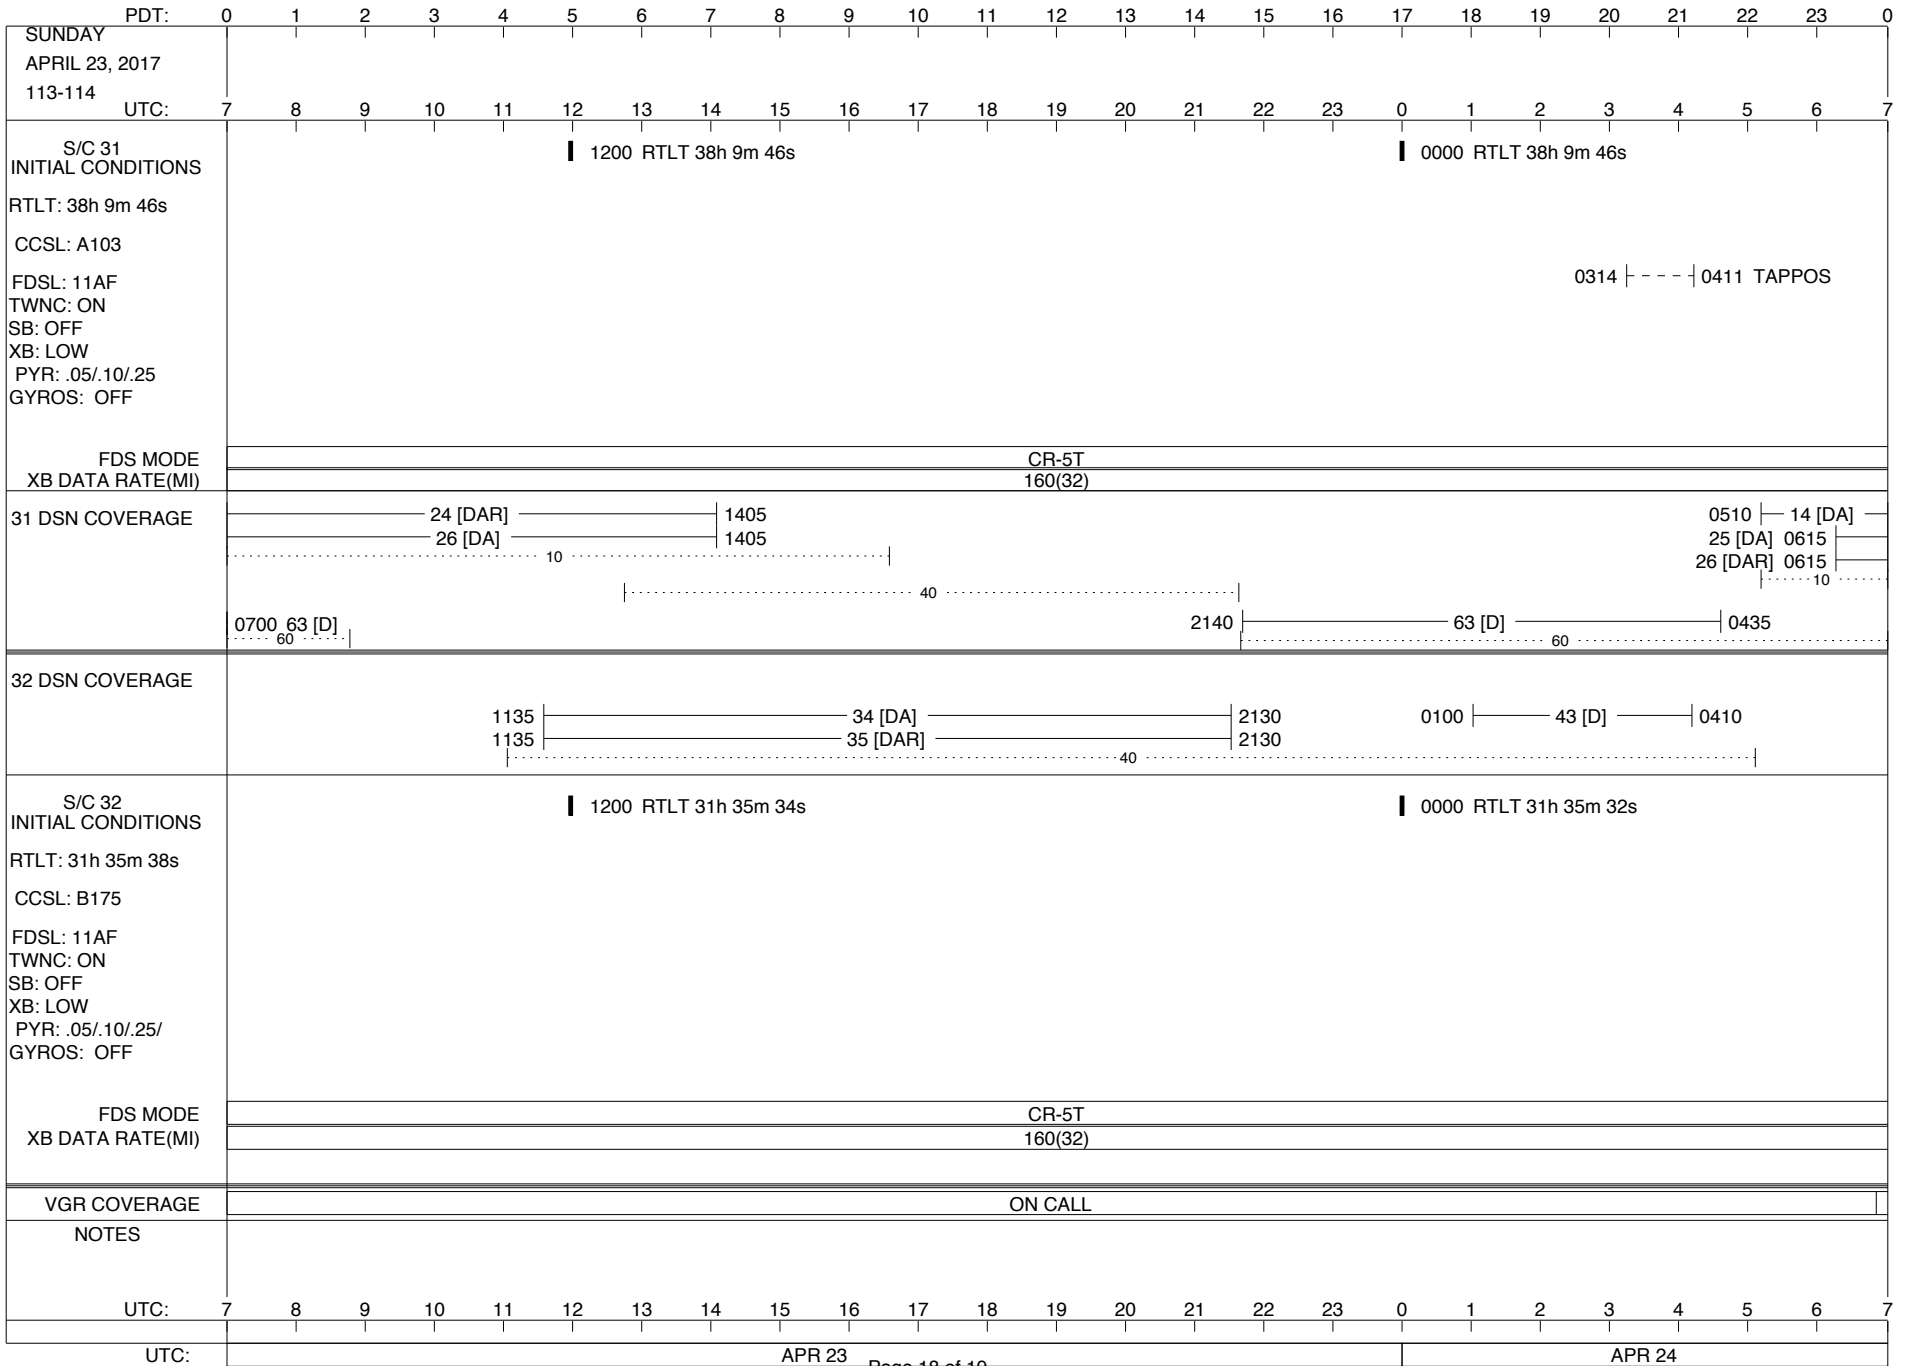 PDT: 0 1 2 3 4 5 6 7 8 9 10 11 12 13 14 15 16 17 18 19 20 21 22 23 0
SUNDAY
APRIL 23, 2017
113-114
UTC: 7 8 9 10 11 12 13 14 15 16 17 18 19 20 21 22 23 0 1 2 3 4 5 6 7
S/C 31
INITIAL CONDITIONS
1200 RTLT 38h 9m 46s 0000 RTLT 38h 9m 46s
RTLT: 38h 9m 46s
CCSL: A103
FDSL: 11AF
0314 0411 TAPPOS
TWNC: ON
SB: OFF
XB: LOW
PYR: .05/.10/.25
GYROS: OFF
FDS MODE CR-5T
XB DATA RATE(MI) 160(32)
31 DSN COVERAGE 24 [DAR] 1405 0510 14 [DA]
26 [DA] 1405 25 [DA] 0615
10 26 [DAR] 0615
10
40
0700 63 [D] 2140 63 [D] 0435
60 60
32 DSN COVERAGE
1135 34 [DA] 2130 0100 43 [D] 0410
1135 35 [DAR] 2130
40
S/C 32
INITIAL CONDITIONS
1200 RTLT 31h 35m 34s 0000 RTLT 31h 35m 32s
RTLT: 31h 35m 38s
CCSL: B175
FDSL: 11AF
TWNC: ON
SB: OFF
XB: LOW
PYR: .05/.10/.25/
GYROS: OFF
FDS MODE CR-5T
XB DATA RATE(MI) 160(32)
VGR COVERAGE ON CALL
NOTES
UTC: 7 8 9 10 11 12 13 14 15 16 17 18 19 20 21 22 23 0 1 2 3 4 5 6 7
UTC: APR 23 APR 24
Page 18 of 19